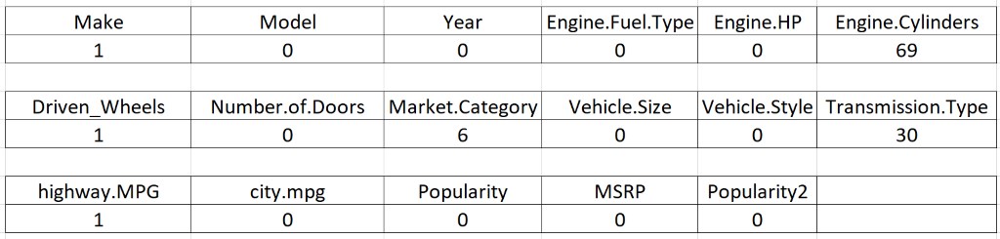 Make Model Year Engine.Fuel.Type Engine.HP Engine.Cylinders
1 0 0 0 0 69
Driven_Wheels Number.of.Doors Market.Category Vehicle.Size Vehicle.Style Transmission.Type
1 0 6 0 0 30
highway.MPG city.mpg Popularity MSRP Popularity2
1 0 0 0 0